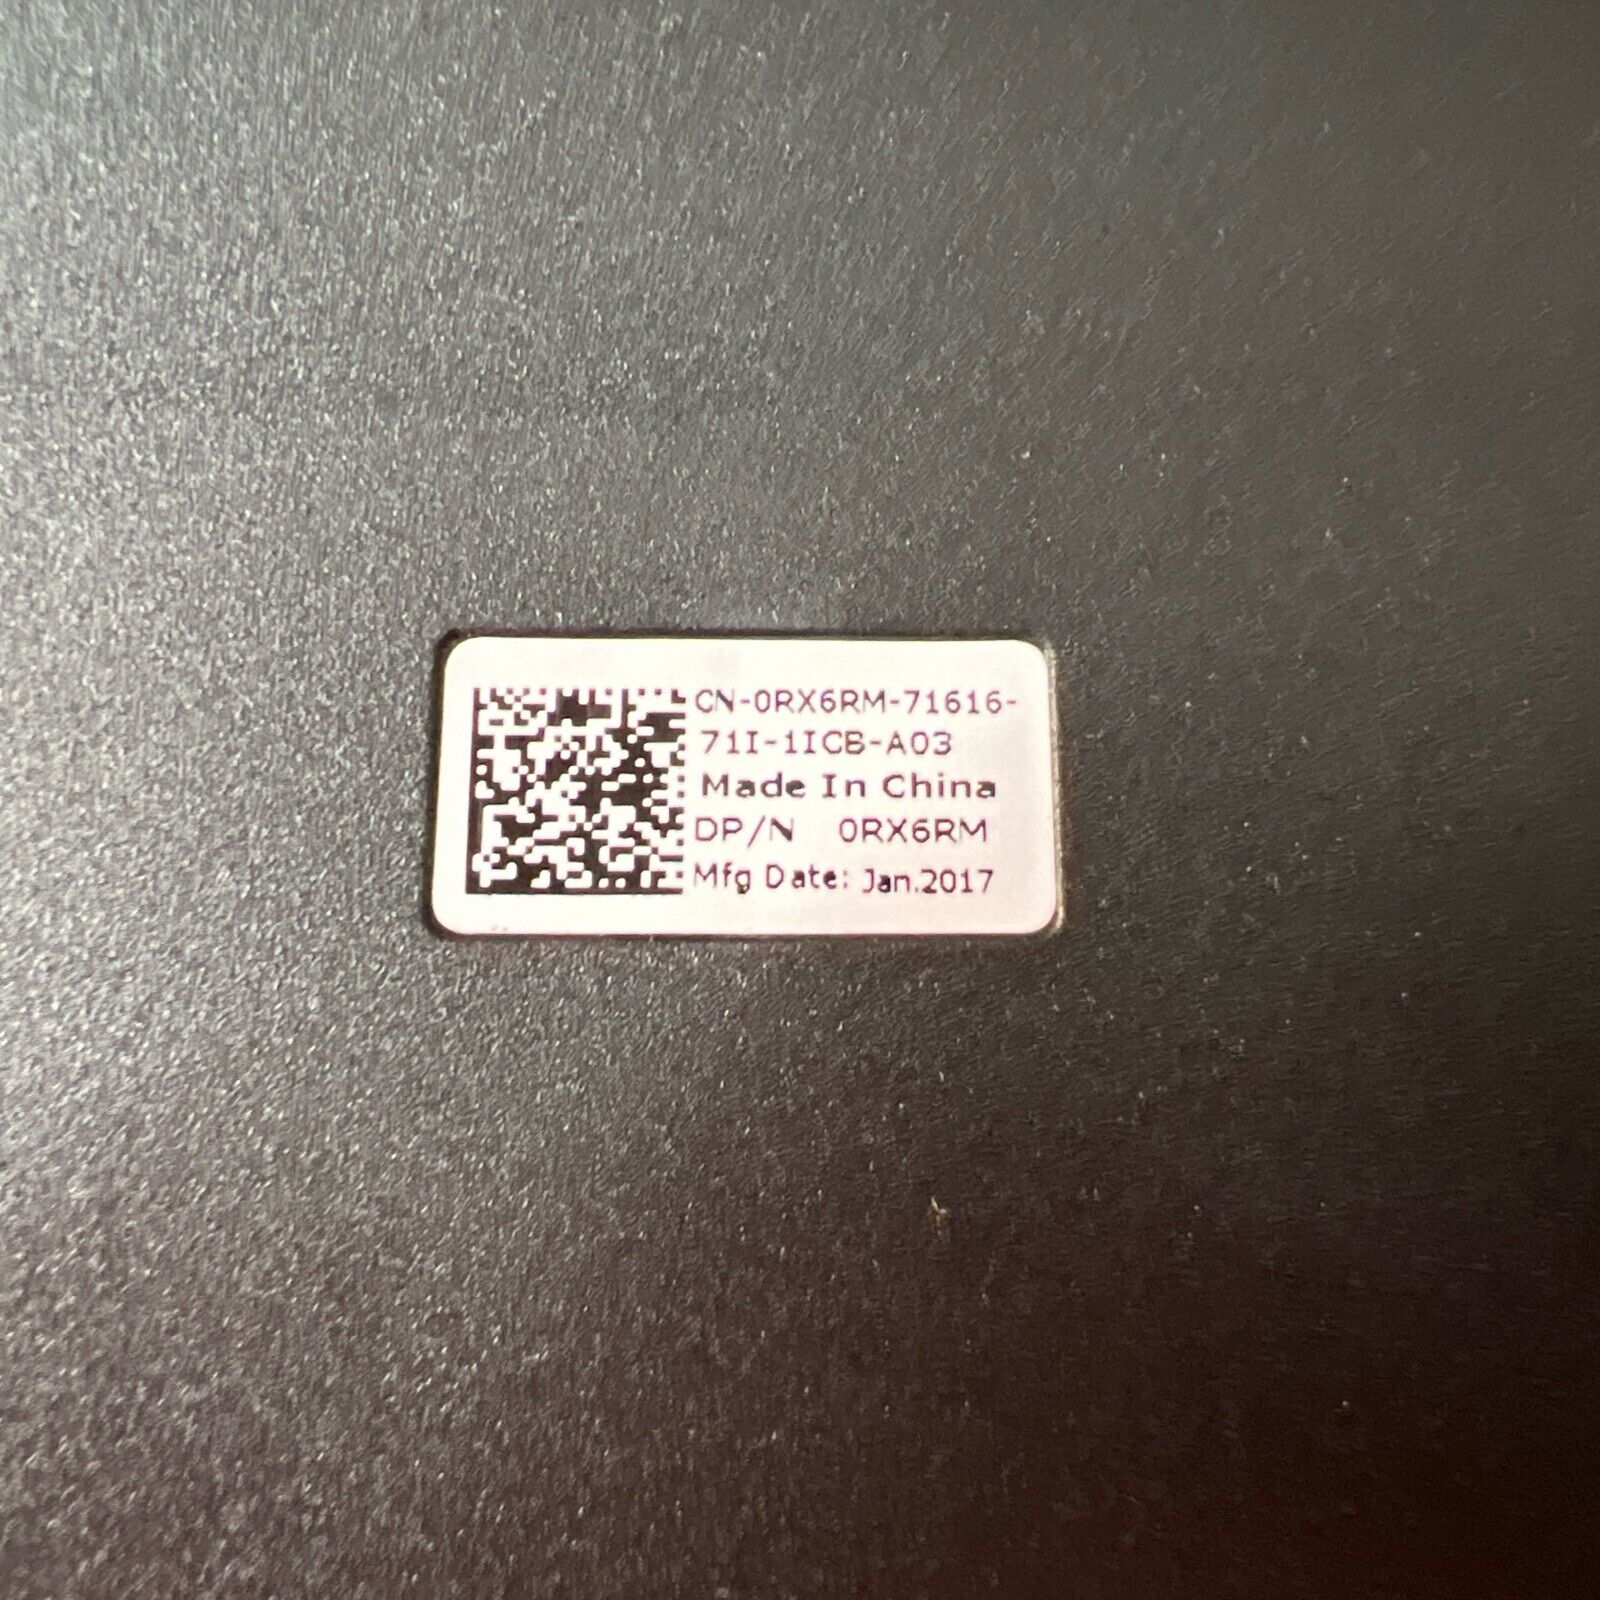 CN-0RX6RM-71616-
71I-1ICB-A03
Made In China
DP/N 0RX6RM
Mfg Date: Jan.2017